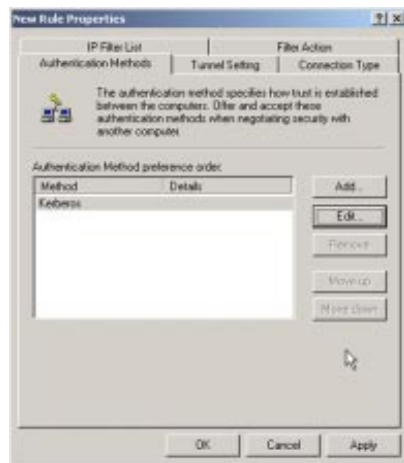 New Rule Properties
IP Filter List
Filter Action
Authentication Methods
Tunnel Setting
Connection Type
The authentication method specifies how trust is established
between the computers. Offer and accept these
authentication methods when negotiating security with
another computer.
Authentication Method preference order:
Method Details
Kerberos
Add...
Edit...
Remove
Move up
Move down
OK
Cancel
Apply